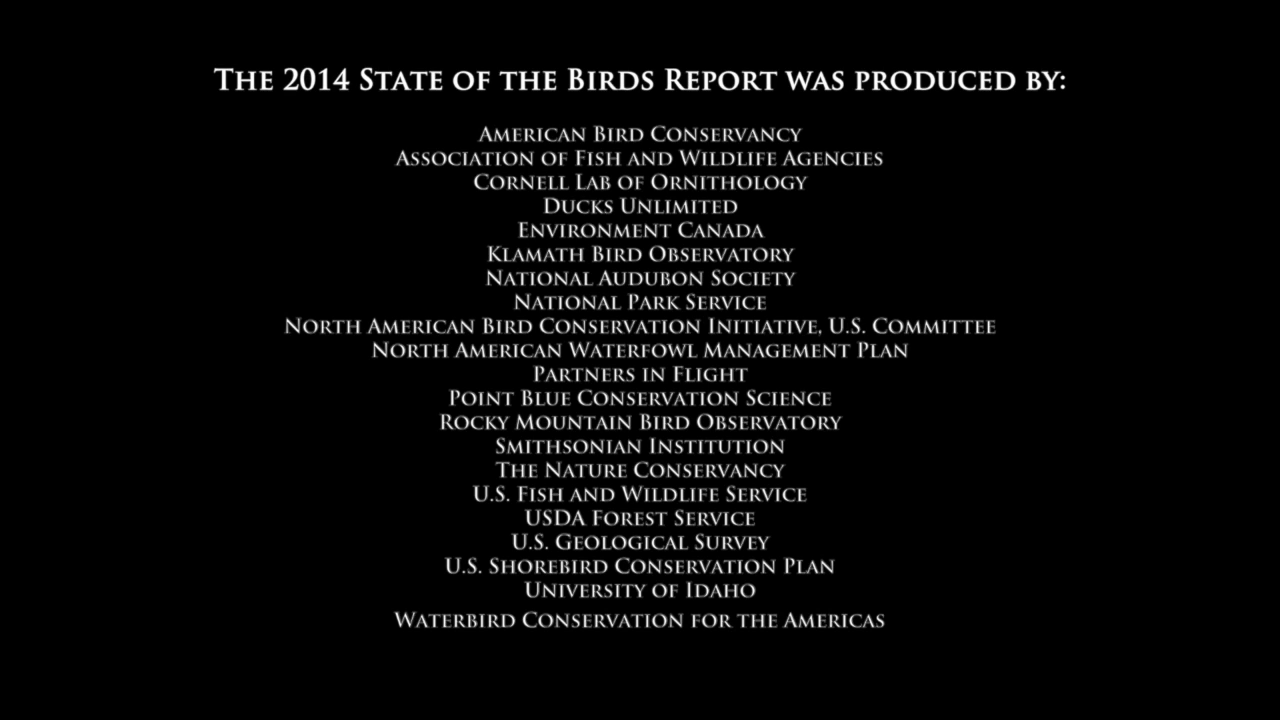 The 2014 State of the Birds Report was produced by:
American Bird Conservancy
Association of Fish and Wildlife Agencies
Cornell Lab of Ornithology
Ducks Unlimited
Environment Canada
Klamath Bird Observatory
National Audubon Society
National Park Service
North American Bird Conservation Initiative, U.S. Committee
North American Waterfowl Management Plan
Partners in Flight
Point Blue Conservation Science
Rocky Mountain Bird Observatory
Smithsonian Institution
The Nature Conservancy
U.S. Fish and Wildlife Service
USDA Forest Service
U.S. Geological Survey
U.S. Shorebird Conservation Plan
University of Idaho
Waterbird Conservation for the Americas